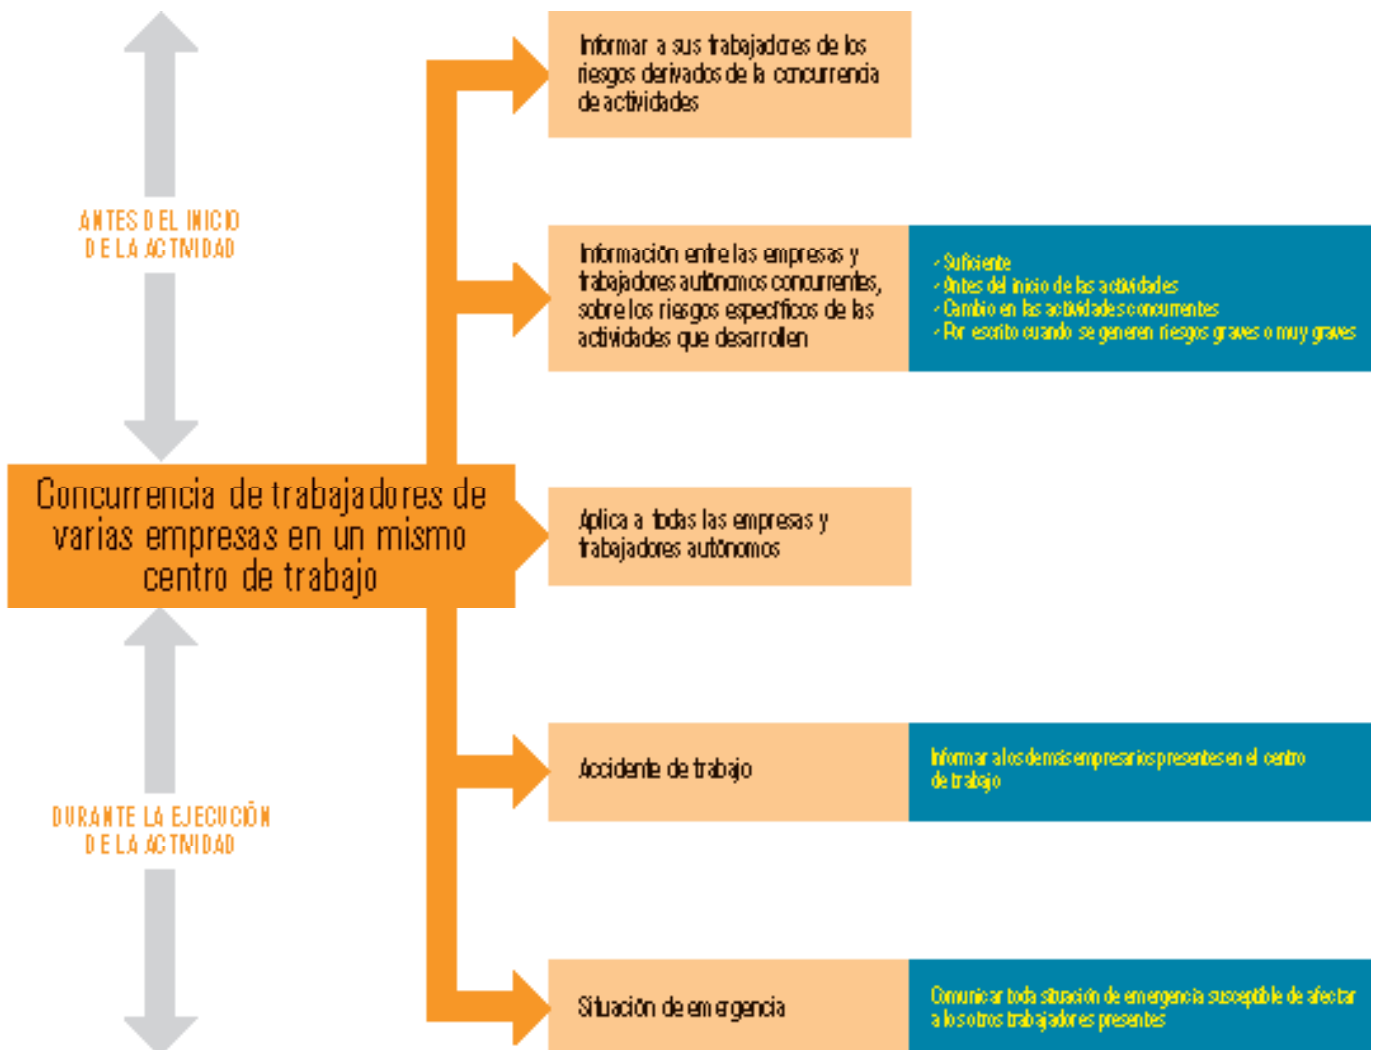 Informar a sus trabajadores de los
riesgos derivados de la concurrencia
de actividades
ANTES DEL INICIO
DE LA ACTIVIDAD
Información entre las empresas y
trabajadores autónomos concurrentes,
sobre los riesgos específicos de las
actividades que desarrollen
✓ Suficiente
✓ Antes del inicio de las actividades
✓ Cambio en las actividades concurrentes
✓ Por escrito cuando se generen riesgos graves o muy graves
Concurrencia de trabajadores de
varias empresas en un mismo
centro de trabajo
Aplica a todas las empresas y
trabajadores autónomos
Accidente de trabajo
Informar a los demás empresarios presentes en el centro
de trabajo
DURANTE LA EJECUCIÓN
DE LA ACTIVIDAD
Situación de emergencia
Comunicar toda situación de emergencia susceptible de afectar
a los otros trabajadores presentes